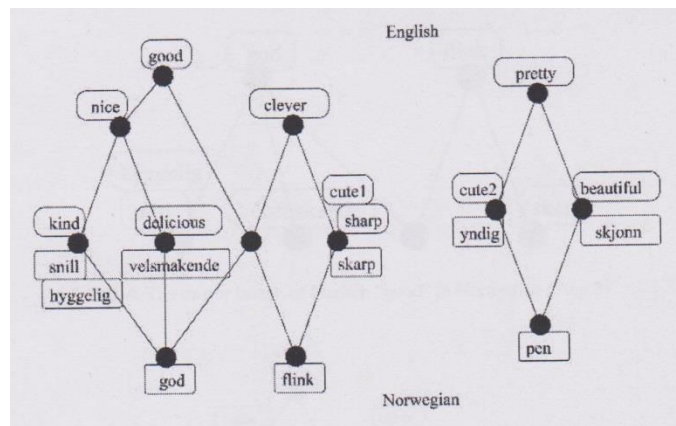 English
good
pretty
nice
clever
cute1
kind
delicious
sharp
cute2
beautiful
snill
velsmakende
skarp
yndig
skjonn
hyggelig
god
flink
pen
Norwegian